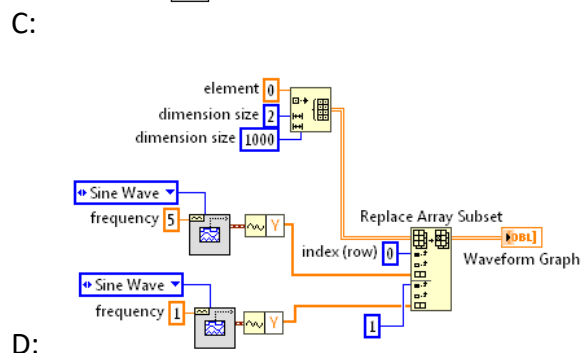 C:
element 0
dimension size 2
dimension size 1000
Sine Wave
frequency 5
Y
Replace Array Subset
index (row) 0
DBL]
Waveform Graph
Sine Wave
frequency 1
Y
1
D: